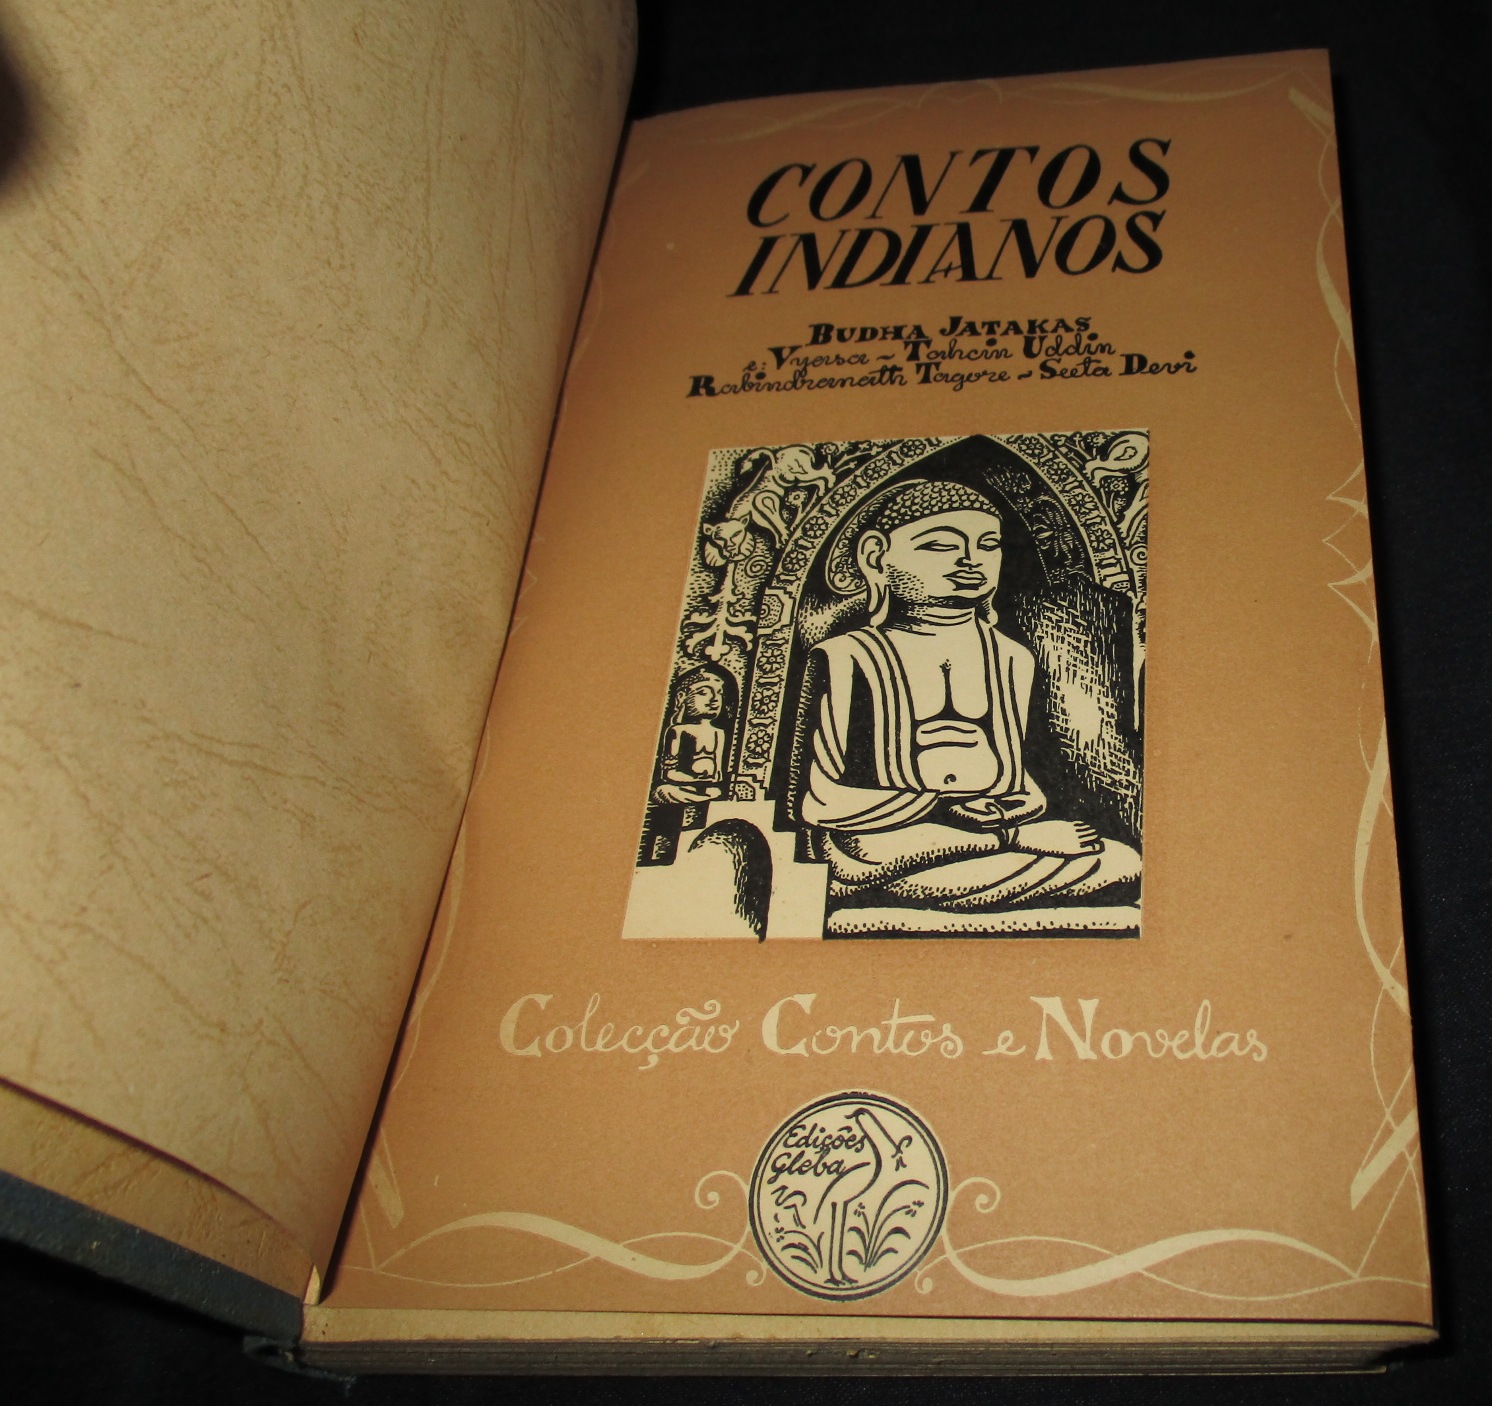 CONTOS
INDIANOS
BUDHA JATAKAS
e: Vyasa ~ Tahcin Uddin
Rabindranath Tagore ~ Seeta Devi
Colecção Contos e Novelas
Edições
Gleba